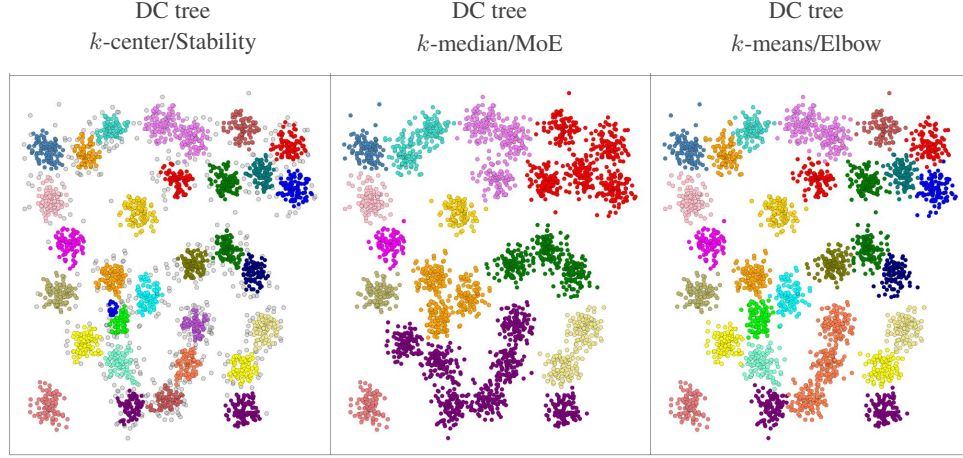 DC tree
k-center/Stability
DC tree
k-median/MoE
DC tree
k-means/Elbow